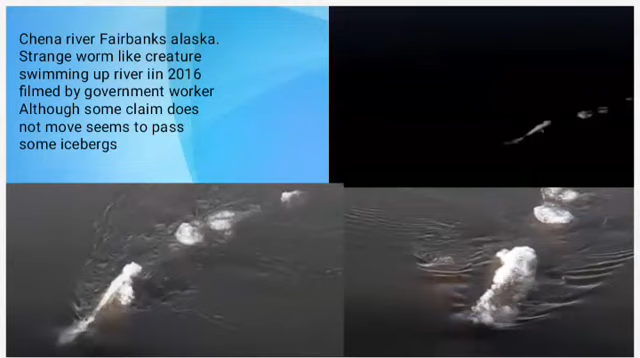 Chena river Fairbanks alaska.
Strange worm like creature
swimming up river iin 2016
filmed by government worker
Although some claim does
not move seems to pass
some icebergs